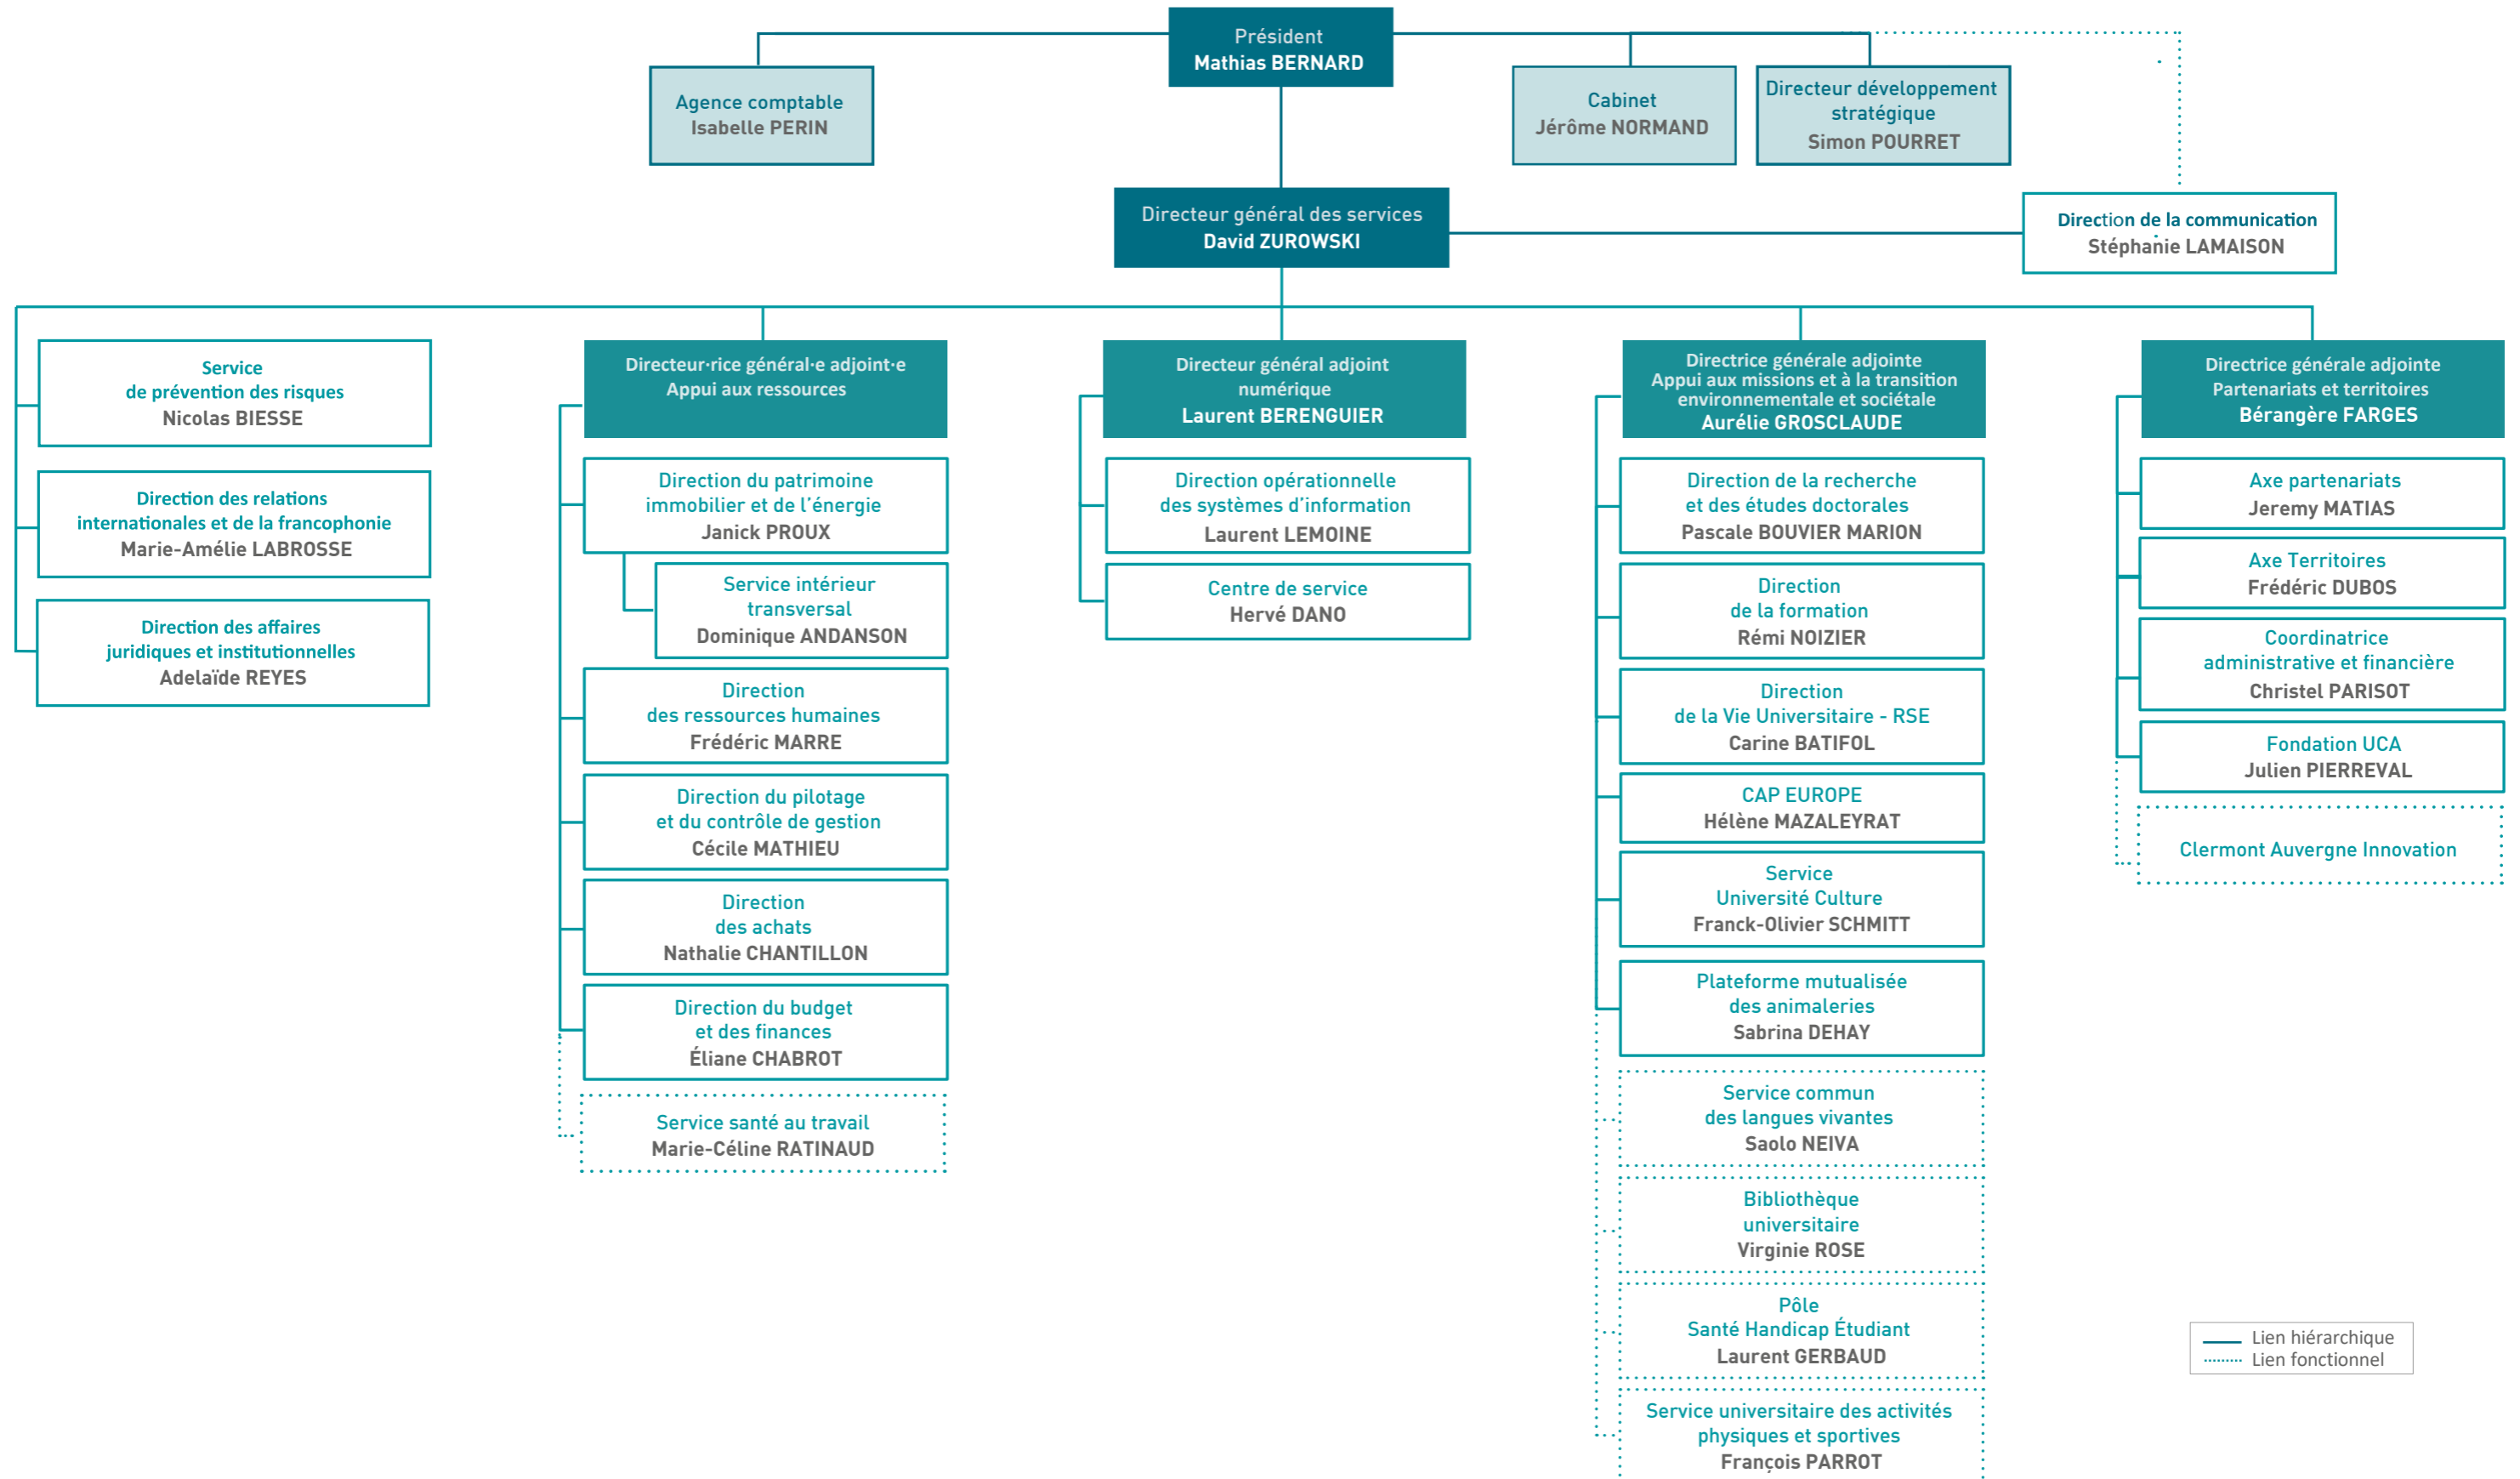 Président
Mathias BERNARD
Agence comptable
Isabelle PERIN
Cabinet
Jérôme NORMAND
Directeur développement
stratégique
Simon POURRET
Directeur général des services
David ZUROWSKI
Direction de la communication
Stéphanie LAMAISON
Service
de prévention des risques
Nicolas BIESSE
Direction des relations
internationales et de la francophonie
Marie-Amélie LABROSSE
Direction des affaires
juridiques et institutionnelles
Adelaïde REYES
Directeur·rice général·e adjoint·e
Appui aux ressources
Direction du patrimoine
immobilier et de l'énergie
Janick PROUX
Service intérieur
transversal
Dominique ANDANSON
Direction
des ressources humaines
Frédéric MARRE
Direction du pilotage
et du contrôle de gestion
Cécile MATHIEU
Direction
des achats
Nathalie CHANTILLON
Direction du budget
et des finances
Éliane CHABROT
Service santé au travail
Marie-Céline RATINAUD
Directeur général adjoint
numérique
Laurent BERENGUIER
Direction opérationnelle
des systèmes d'information
Laurent LEMOINE
Centre de service
Hervé DANO
Directrice générale adjointe
Appui aux missions et à la transition
environnementale et sociétale
Aurélie GROSCLAUDE
Direction de la recherche
et des études doctorales
Pascale BOUVIER MARION
Direction
de la formation
Rémi NOIZIER
Direction
de la Vie Universitaire - RSE
Carine BATIFOL
CAP EUROPE
Hélène MAZALEYRAT
Service
Université Culture
Franck-Olivier SCHMITT
Plateforme mutualisée
des animaleries
Sabrina DEHAY
Service commun
des langues vivantes
Saolo NEIVA
Bibliothèque
universitaire
Virginie ROSE
Pôle
Santé Handicap Étudiant
Laurent GERBAUD
Service universitaire des activités
physiques et sportives
François PARROT
Directrice générale adjointe
Partenariats et territoires
Bérangère FARGES
Axe partenariats
Jeremy MATIAS
Axe Territoires
Frédéric DUBOS
Coordinatrice
administrative et financière
Christel PARISOT
Fondation UCA
Julien PIERREVAL
Clermont Auvergne Innovation
Lien hiérarchique
Lien fonctionnel